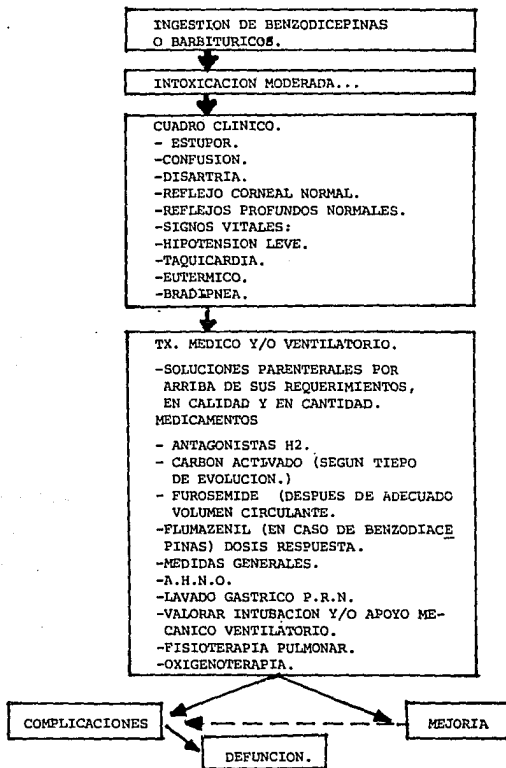 INGESTION DE BENZODICEPINAS
O BARBITURICOS.
INTOXICACION MODERADA...
CUADRO CLINICO.
- ESTUPOR.
-CONFUSION.
-DISARTRIA.
-REFLEJO CORNEAL NORMAL.
-REFLEJOS PROFUNDOS NORMALES.
-SIGNOS VITALES:
-HIPOTENSION LEVE.
-TAQUICARDIA.
-EUTERMICO.
-BRADIPNEA.
TX. MEDICO Y/O VENTILATORIO.
-SOLUCIONES PARENTERALES POR
ARRIBA DE SUS REQUERIMIENTOS,
EN CALIDAD Y EN CANTIDAD.
MEDICAMENTOS
- ANTAGONISTAS H2.
- CARBON ACTIVADO (SEGUN TIEPO
DE EVOLUCION.)
- FUROSEMIDE (DESPUES DE ADECUADO
VOLUMEN CIRCULANTE.
-FLUMAZENIL (EN CASO DE BENZODIACE
PINAS) DOSIS RESPUESTA.
-MEDIDAS GENERALES.
-A.H.N.O.
-LAVADO GASTRICO P.R.N.
-VALORAR INTUBACION Y/O APOYO ME-
CANICO VENTILATORIO.
-FISIOTERAPIA PULMONAR.
-OXIGENOTERAPIA.
COMPLICACIONES
MEJORIA
DEFUNCION.